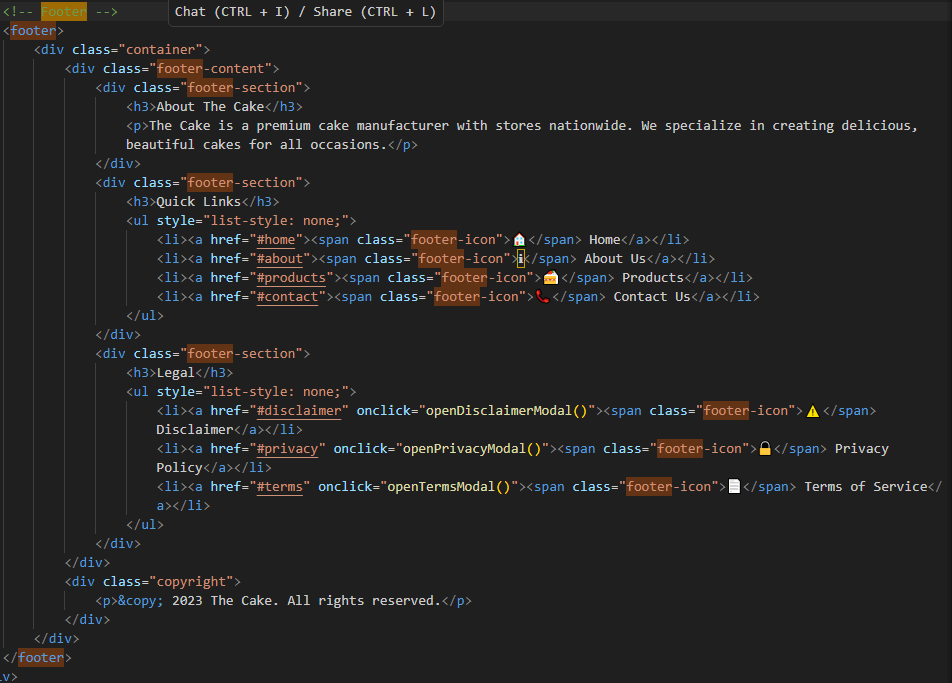 <!-- Footer -->
Chat (CTRL + I) / Share (CTRL + L)
<footer>
<div class="container">
<div class="footer-content">
<div class="footer-section">
<h3>About The Cake</h3>
<p>The Cake is a premium cake manufacturer with stores nationwide. We specialize in creating delicious,
beautiful cakes for all occasions.</p>
</div>
<div class="footer-section">
<h3>Quick Links</h3>
<ul style="list-style: none;">
<li><a href="#home"><span class="footer-icon">🏠</span> Home</a></li>
<li><a href="#about"><span class="footer-icon">ℹ</span> About Us</a></li>
<li><a href="#products"><span class="footer-icon">🍰</span> Products</a></li>
<li><a href="#contact"><span class="footer-icon">📞</span> Contact Us</a></li>
</ul>
</div>
<div class="footer-section">
<h3>Legal</h3>
<ul style="list-style: none;">
<li><a href="#disclaimer" onclick="openDisclaimerModal()"><span class="footer-icon">⚠️</span>
Disclaimer</a></li>
<li><a href="#privacy" onclick="openPrivacyModal()"><span class="footer-icon">🔒</span> Privacy
Policy</a></li>
<li><a href="#terms" onclick="openTermsModal()"><span class="footer-icon">📄</span> Terms of Service</
a></li>
</ul>
</div>
</div>
<div class="copyright">
<p>&copy; 2023 The Cake. All rights reserved.</p>
</div>
</div>
</footer>
iv>